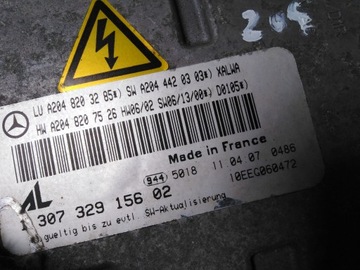 205
LU A204 820 32 85*) SW A204 442 03 03*) XALWA
HW A204 820 75 26 HW06/02 SW06/13/00*) D0105*)
Made in France
AL
944 5018 11 04 07 0486
307 329 156 02
10EEG060472
gueltig bis zu evtl. SW-Aktualisierung